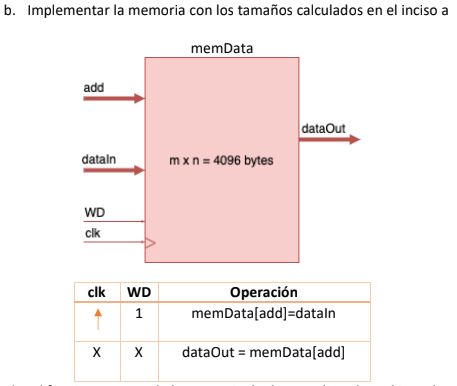 b. Implementar la memoria con los tamaños calculados en el inciso a
memData
add
dataIn
WD
clk
m x n = 4096 bytes
dataOut
clk WD Operación
↑ 1 memData[add]=dataIn
X X dataOut = memData[add]